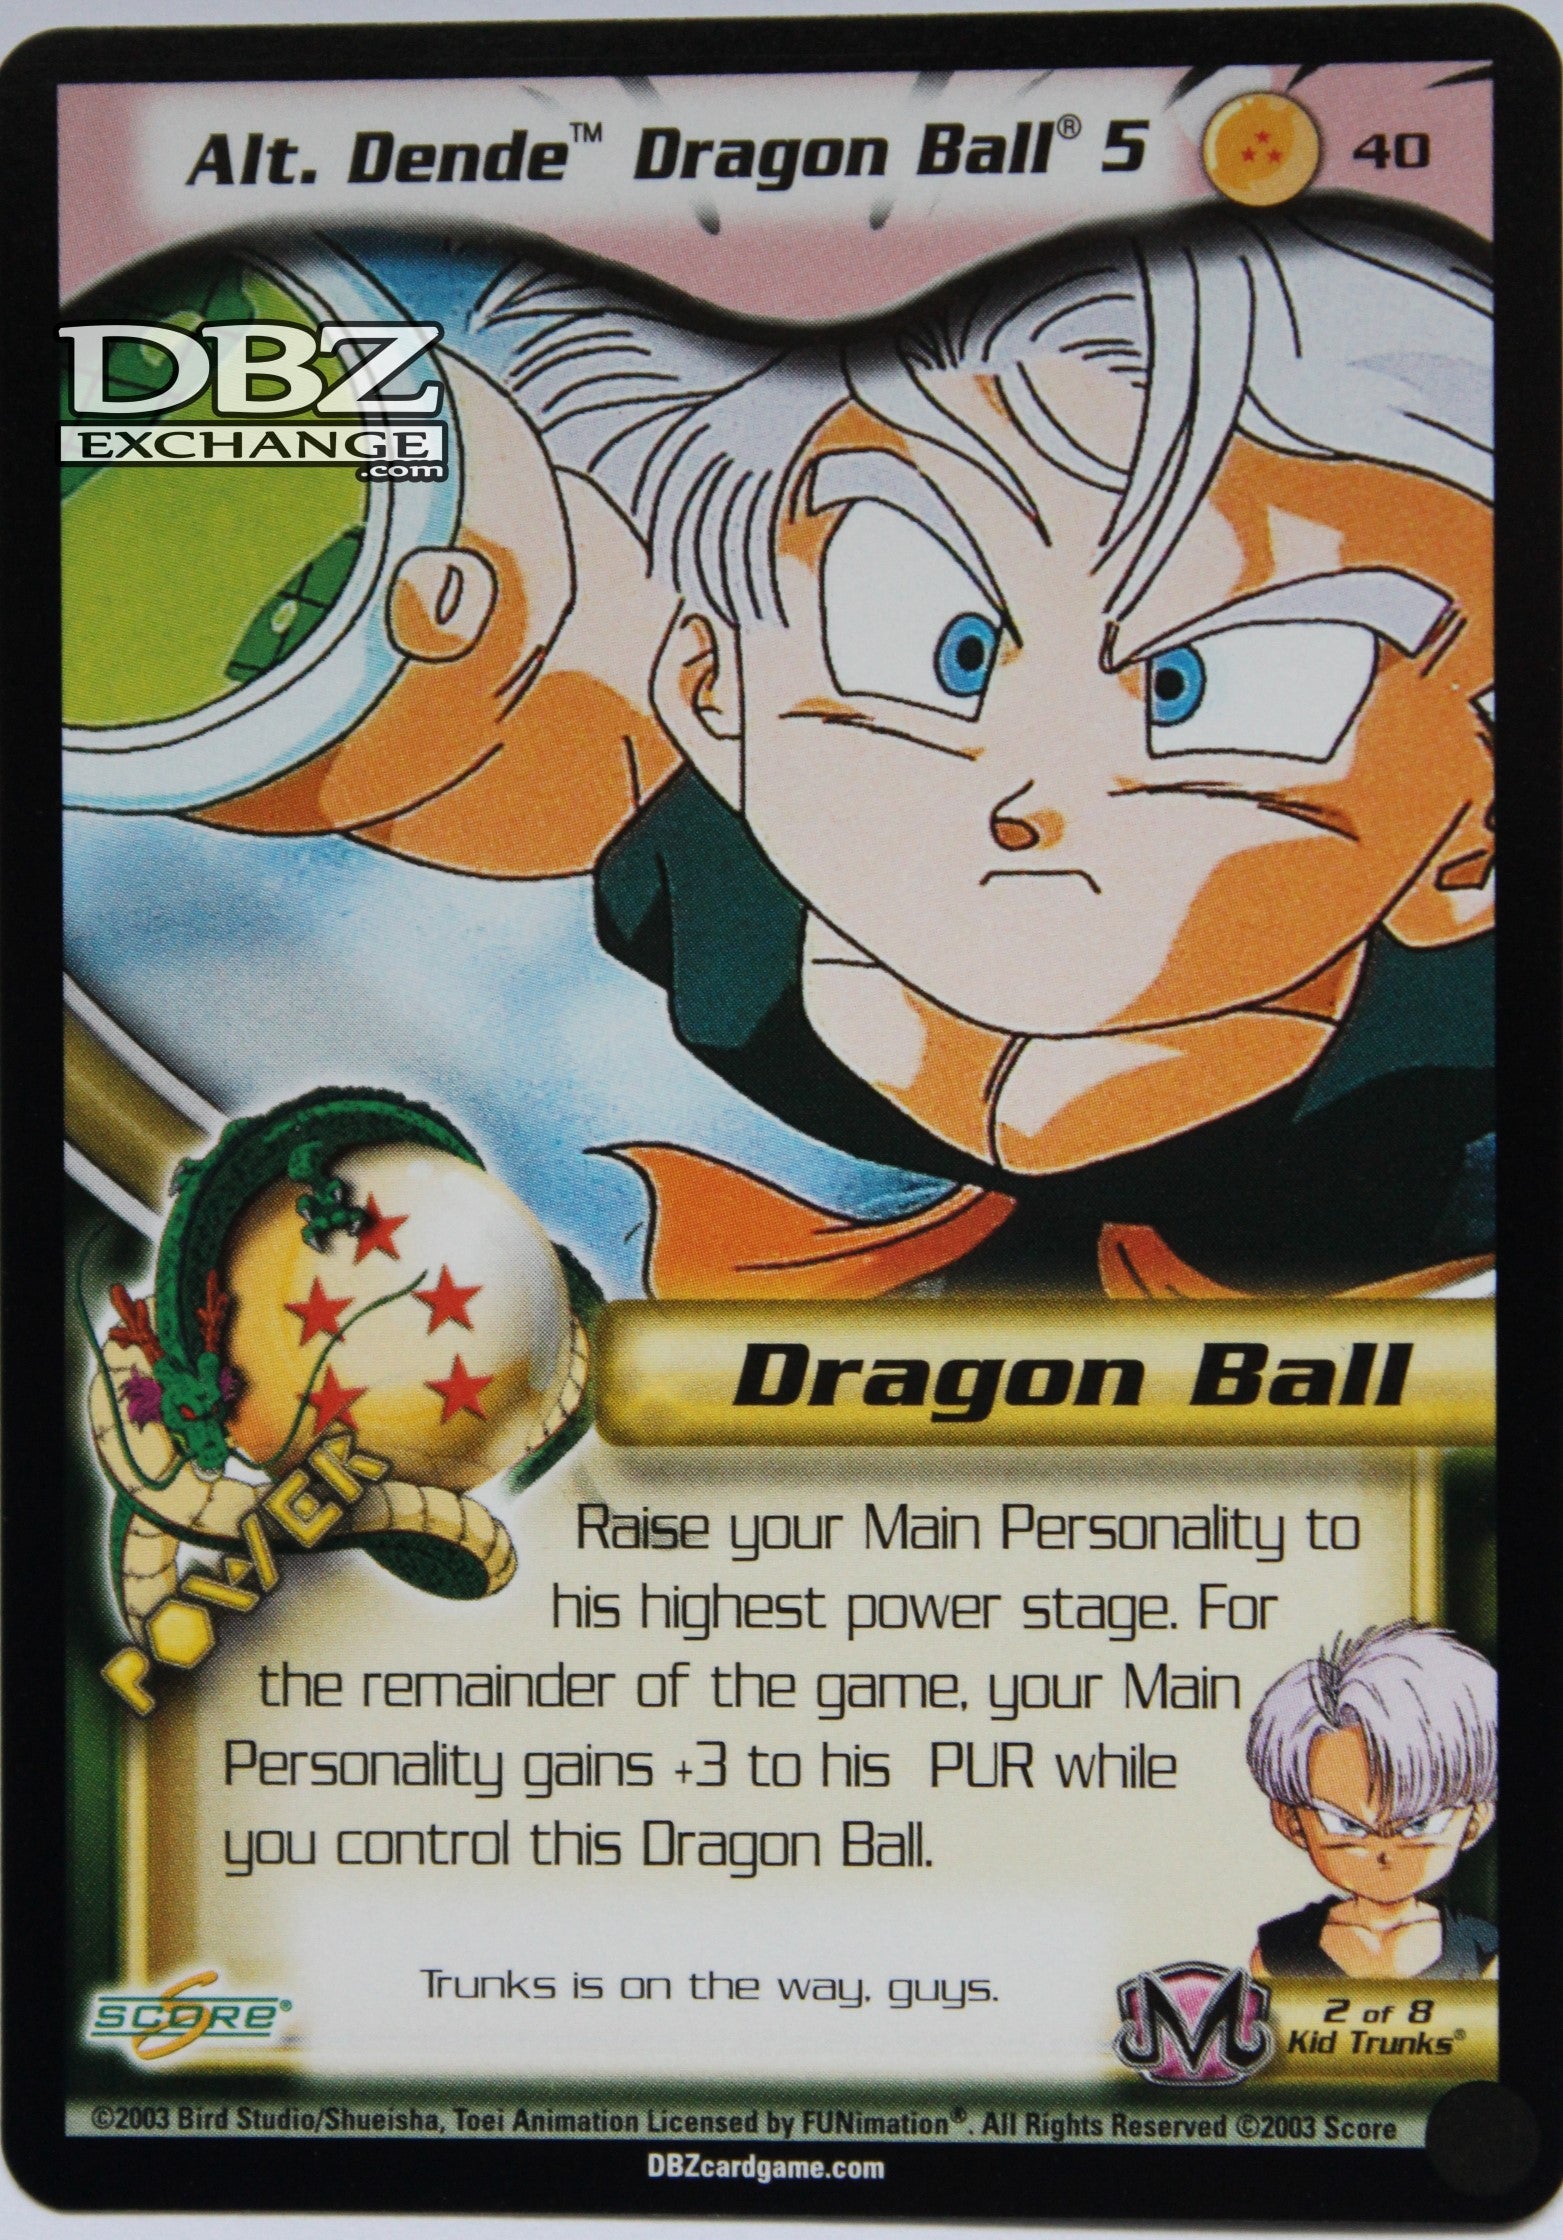 Alt. Dende™ Dragon Ball® 5
40
DBZ
EXCHANGE
.com
Dragon Ball
POWER
Raise your Main Personality to
his highest power stage. For
the remainder of the game, your Main
Personality gains +3 to his PUR while
you control this Dragon Ball.
Trunks is on the way, guys.
SCORE®
M
2 of 8
Kid Trunks®
©2003 Bird Studio/Shueisha, Toei Animation Licensed by FUNimation®. All Rights Reserved ©2003 Score
DBZcardgame.com